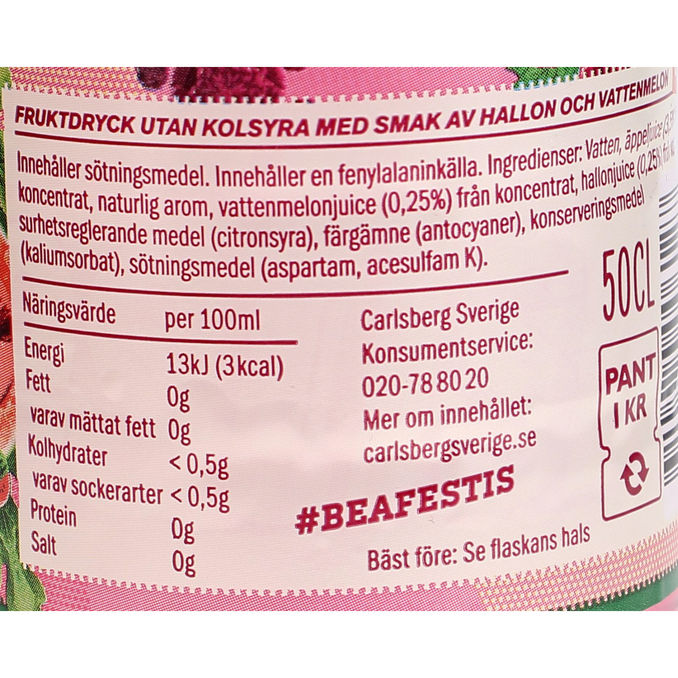 FRUKTDRYCK UTAN KOLSYRA MED SMAK AV HALLON OCH VATTENMELON
Innehåller sötningsmedel. Innehåller en fenylalaninkälla. Ingredienser: Vatten, äppeljuice
koncentrat, naturlig arom, vattenmelonjuice (0,25%) från koncentrat, hallonjuice (0,25%)
surhetsreglerande medel (citronsyra), färgämne (antocyaner), konserveringsmedel
(kaliumsorbat), sötningsmedel (aspartam, acesulfam K).
50CL
Näringsvärde per 100ml
Energi 13kJ (3kcal)
Fett 0g
varav mättat fett 0g
Kolhydrater <0,5g
varav sockerarter <0,5g
Protein 0g
Salt 0g
Carlsberg Sverige
Konsumentservice:
020-78 80 20
Mer om innehållet:
carlsbergsverige.se
#BEAFESTIS
Bäst före: Se flaskans hals
PANT
1 KR